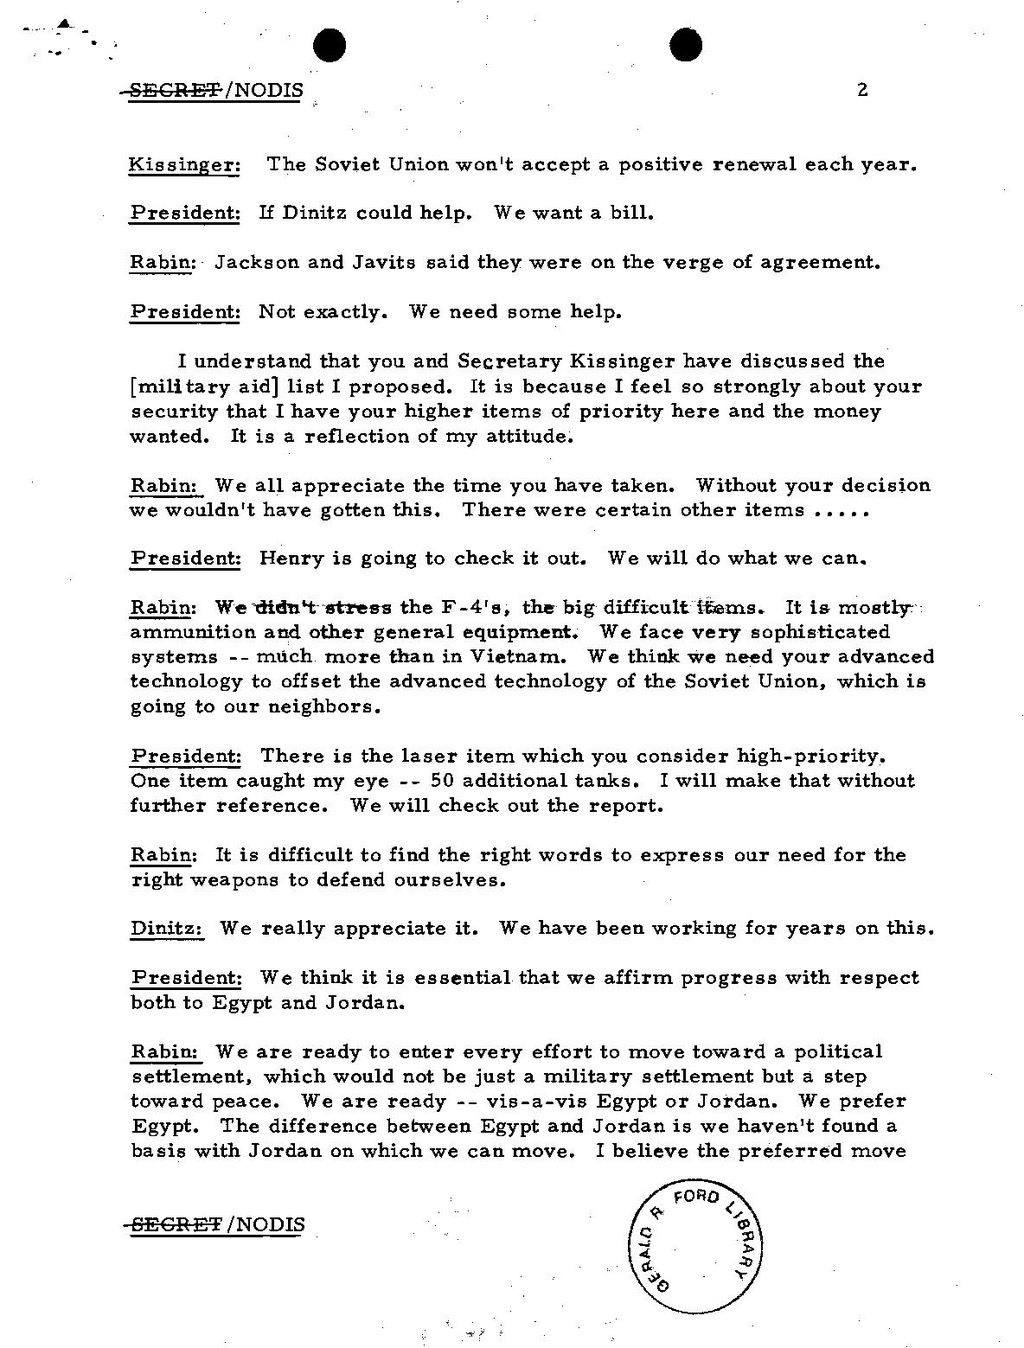 SECRET/NODIS 2
Kissinger: The Soviet Union won't accept a positive renewal each year.
President: If Dinitz could help. We want a bill.
Rabin: Jackson and Javits said they were on the verge of agreement.
President: Not exactly. We need some help.
I understand that you and Secretary Kissinger have discussed the
[military aid] list I proposed. It is because I feel so strongly about your
security that I have your higher items of priority here and the money
wanted. It is a reflection of my attitude.
Rabin: We all appreciate the time you have taken. Without your decision
we wouldn't have gotten this. There were certain other items .....
President: Henry is going to check it out. We will do what we can.
Rabin: We didn't stress the F-4's, the big difficult items. It is mostly
ammunition and other general equipment. We face very sophisticated
systems -- much more than in Vietnam. We think we need your advanced
technology to offset the advanced technology of the Soviet Union, which is
going to our neighbors.
President: There is the laser item which you consider high-priority.
One item caught my eye -- 50 additional tanks. I will make that without
further reference. We will check out the report.
Rabin: It is difficult to find the right words to express our need for the
right weapons to defend ourselves.
Dinitz: We really appreciate it. We have been working for years on this.
President: We think it is essential that we affirm progress with respect
both to Egypt and Jordan.
Rabin: We are ready to enter every effort to move toward a political
settlement, which would not be just a military settlement but a step
toward peace. We are ready -- vis-a-vis Egypt or Jordan. We prefer
Egypt. The difference between Egypt and Jordan is we haven't found a
basis with Jordan on which we can move. I believe the preferred move
SECRET/NODIS
GERALD R FORD LIBRARY